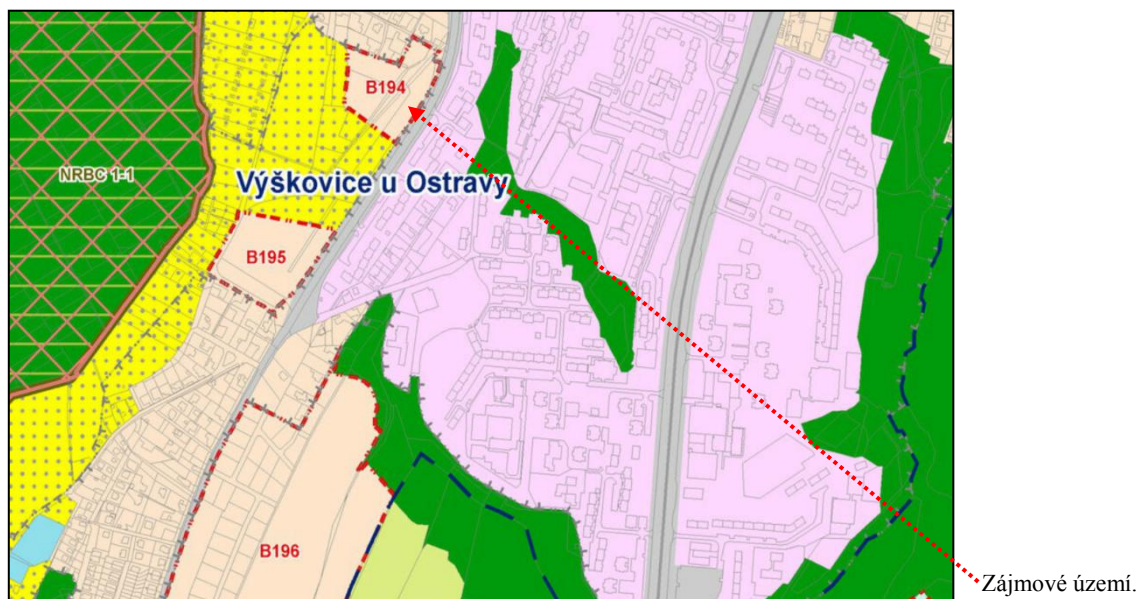 B194
NRBC 1-1
Výškovice u Ostravy
B195
B196
Zájmové území.